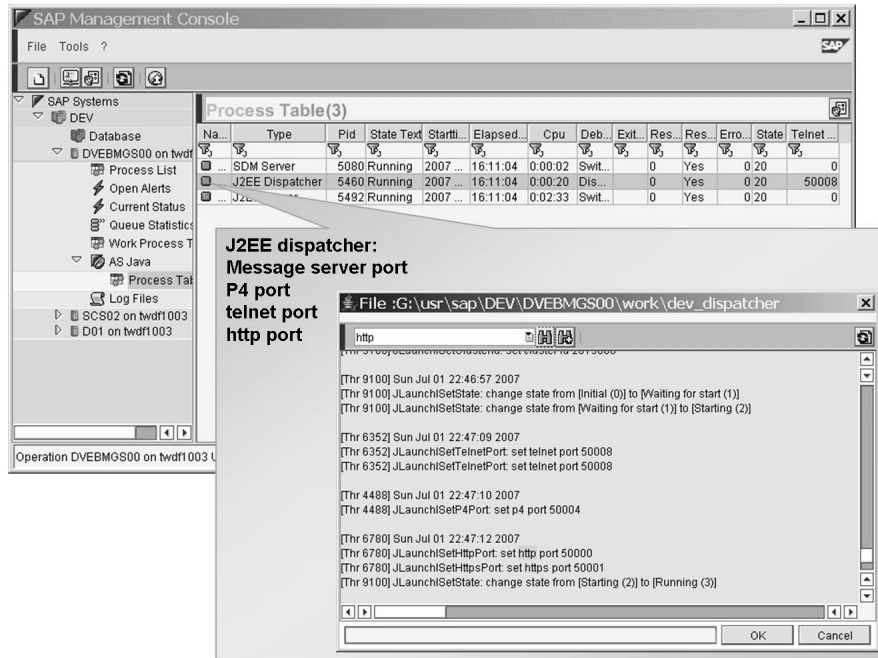 SAP Management Console
File Tools ?
SAP
SAP Systems
DEV
Database
DVEBMGS00 on twdf
Process List
Open Alerts
Current Status
Queue Statistics
Work Process T
AS Java
Process Tab
Log Files
SCS02 on twdf1003
D01 on twdf1003
Operation DVEBMGS00 on twdf1003
Process Table(3)
Na... Type Pid State Text Startti... Elapsed... Cpu Deb... Exit... Res... Res... Erro... State Telnet ...
... SDM Server 5080 Running 2007 ... 16:11:04 0:00:02 Swit... 0 Yes 0 20 0
... J2EE Dispatcher 5460 Running 2007 ... 16:11:04 0:00:20 Dis... 0 Yes 0 20 50008
... 5492 Running 2007 ... 16:11:04 0:02:33 Swit... 0 Yes 0 20 0
J2EE dispatcher:
Message server port
P4 port
telnet port
http port
File :G:\usr\sap\DEV\DVEBMGS00\work\dev_dispatcher
http
[Thr 9100] Sun Jul 01 22:46:57 2007
[Thr 9100] JLaunchISetState: change state from [Initial (0)] to [Waiting for start (1)]
[Thr 9100] JLaunchISetState: change state from [Waiting for start (1)] to [Starting (2)]
[Thr 6352] Sun Jul 01 22:47:09 2007
[Thr 6352] JLaunchISetTelnetPort: set telnet port 50008
[Thr 6352] JLaunchISetTelnetPort: set telnet port 50008
[Thr 4488] Sun Jul 01 22:47:10 2007
[Thr 4488] JLaunchISetP4Port: set p4 port 50004
[Thr 6780] Sun Jul 01 22:47:12 2007
[Thr 6780] JLaunchISetHttpPort: set http port 50000
[Thr 6780] JLaunchISetHttpsPort: set https port 50001
[Thr 9100] JLaunchISetState: change state from [Starting (2)] to [Running (3)]
OK Cancel